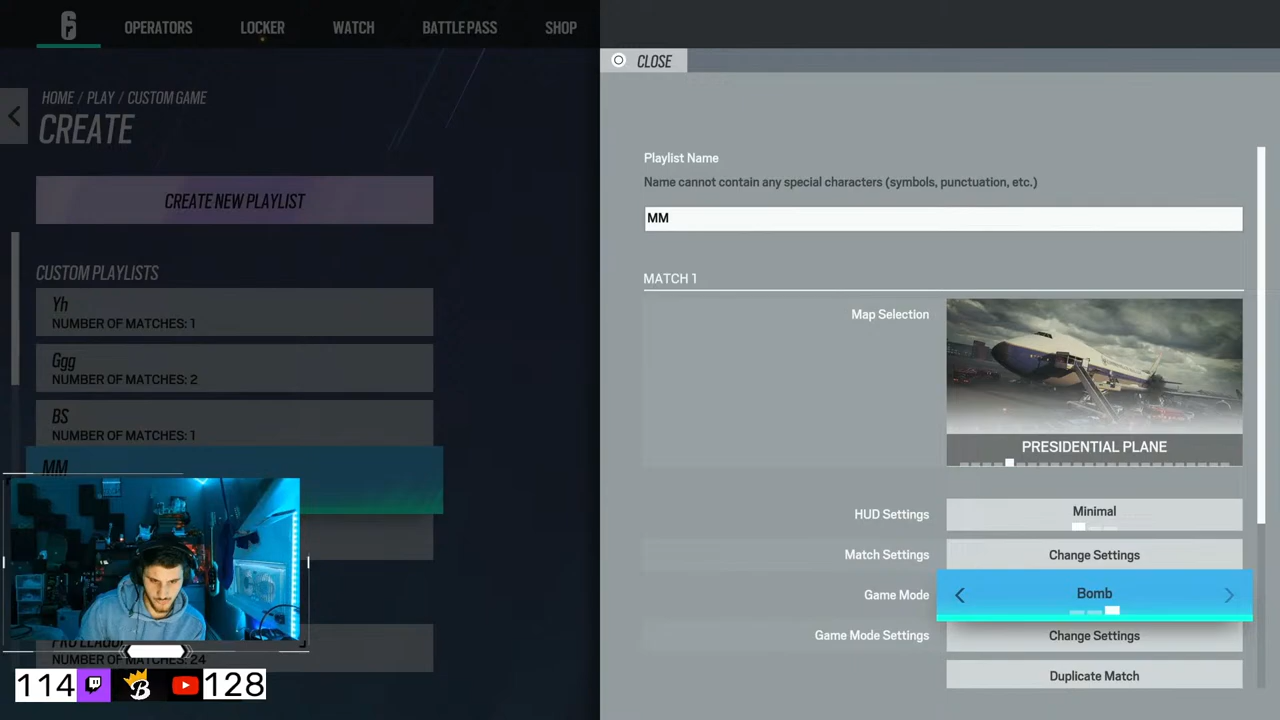 6
OPERATORS
LOCKER
WATCH
BATTLE PASS
SHOP
CLOSE
HOME / PLAY / CUSTOM GAME
CREATE
CREATE NEW PLAYLIST
CUSTOM PLAYLISTS
Yh
NUMBER OF MATCHES: 1
Ggg
NUMBER OF MATCHES: 2
BS
NUMBER OF MATCHES: 1
MM
PRO LEAGUE
NUMBER OF MATCHES: 24
114
B
128
Playlist Name
Name cannot contain any special characters (symbols, punctuation, etc.)
MM
MATCH 1
Map Selection
PRESIDENTIAL PLANE
HUD Settings
Minimal
Match Settings
Change Settings
Game Mode
Bomb
Game Mode Settings
Change Settings
Duplicate Match